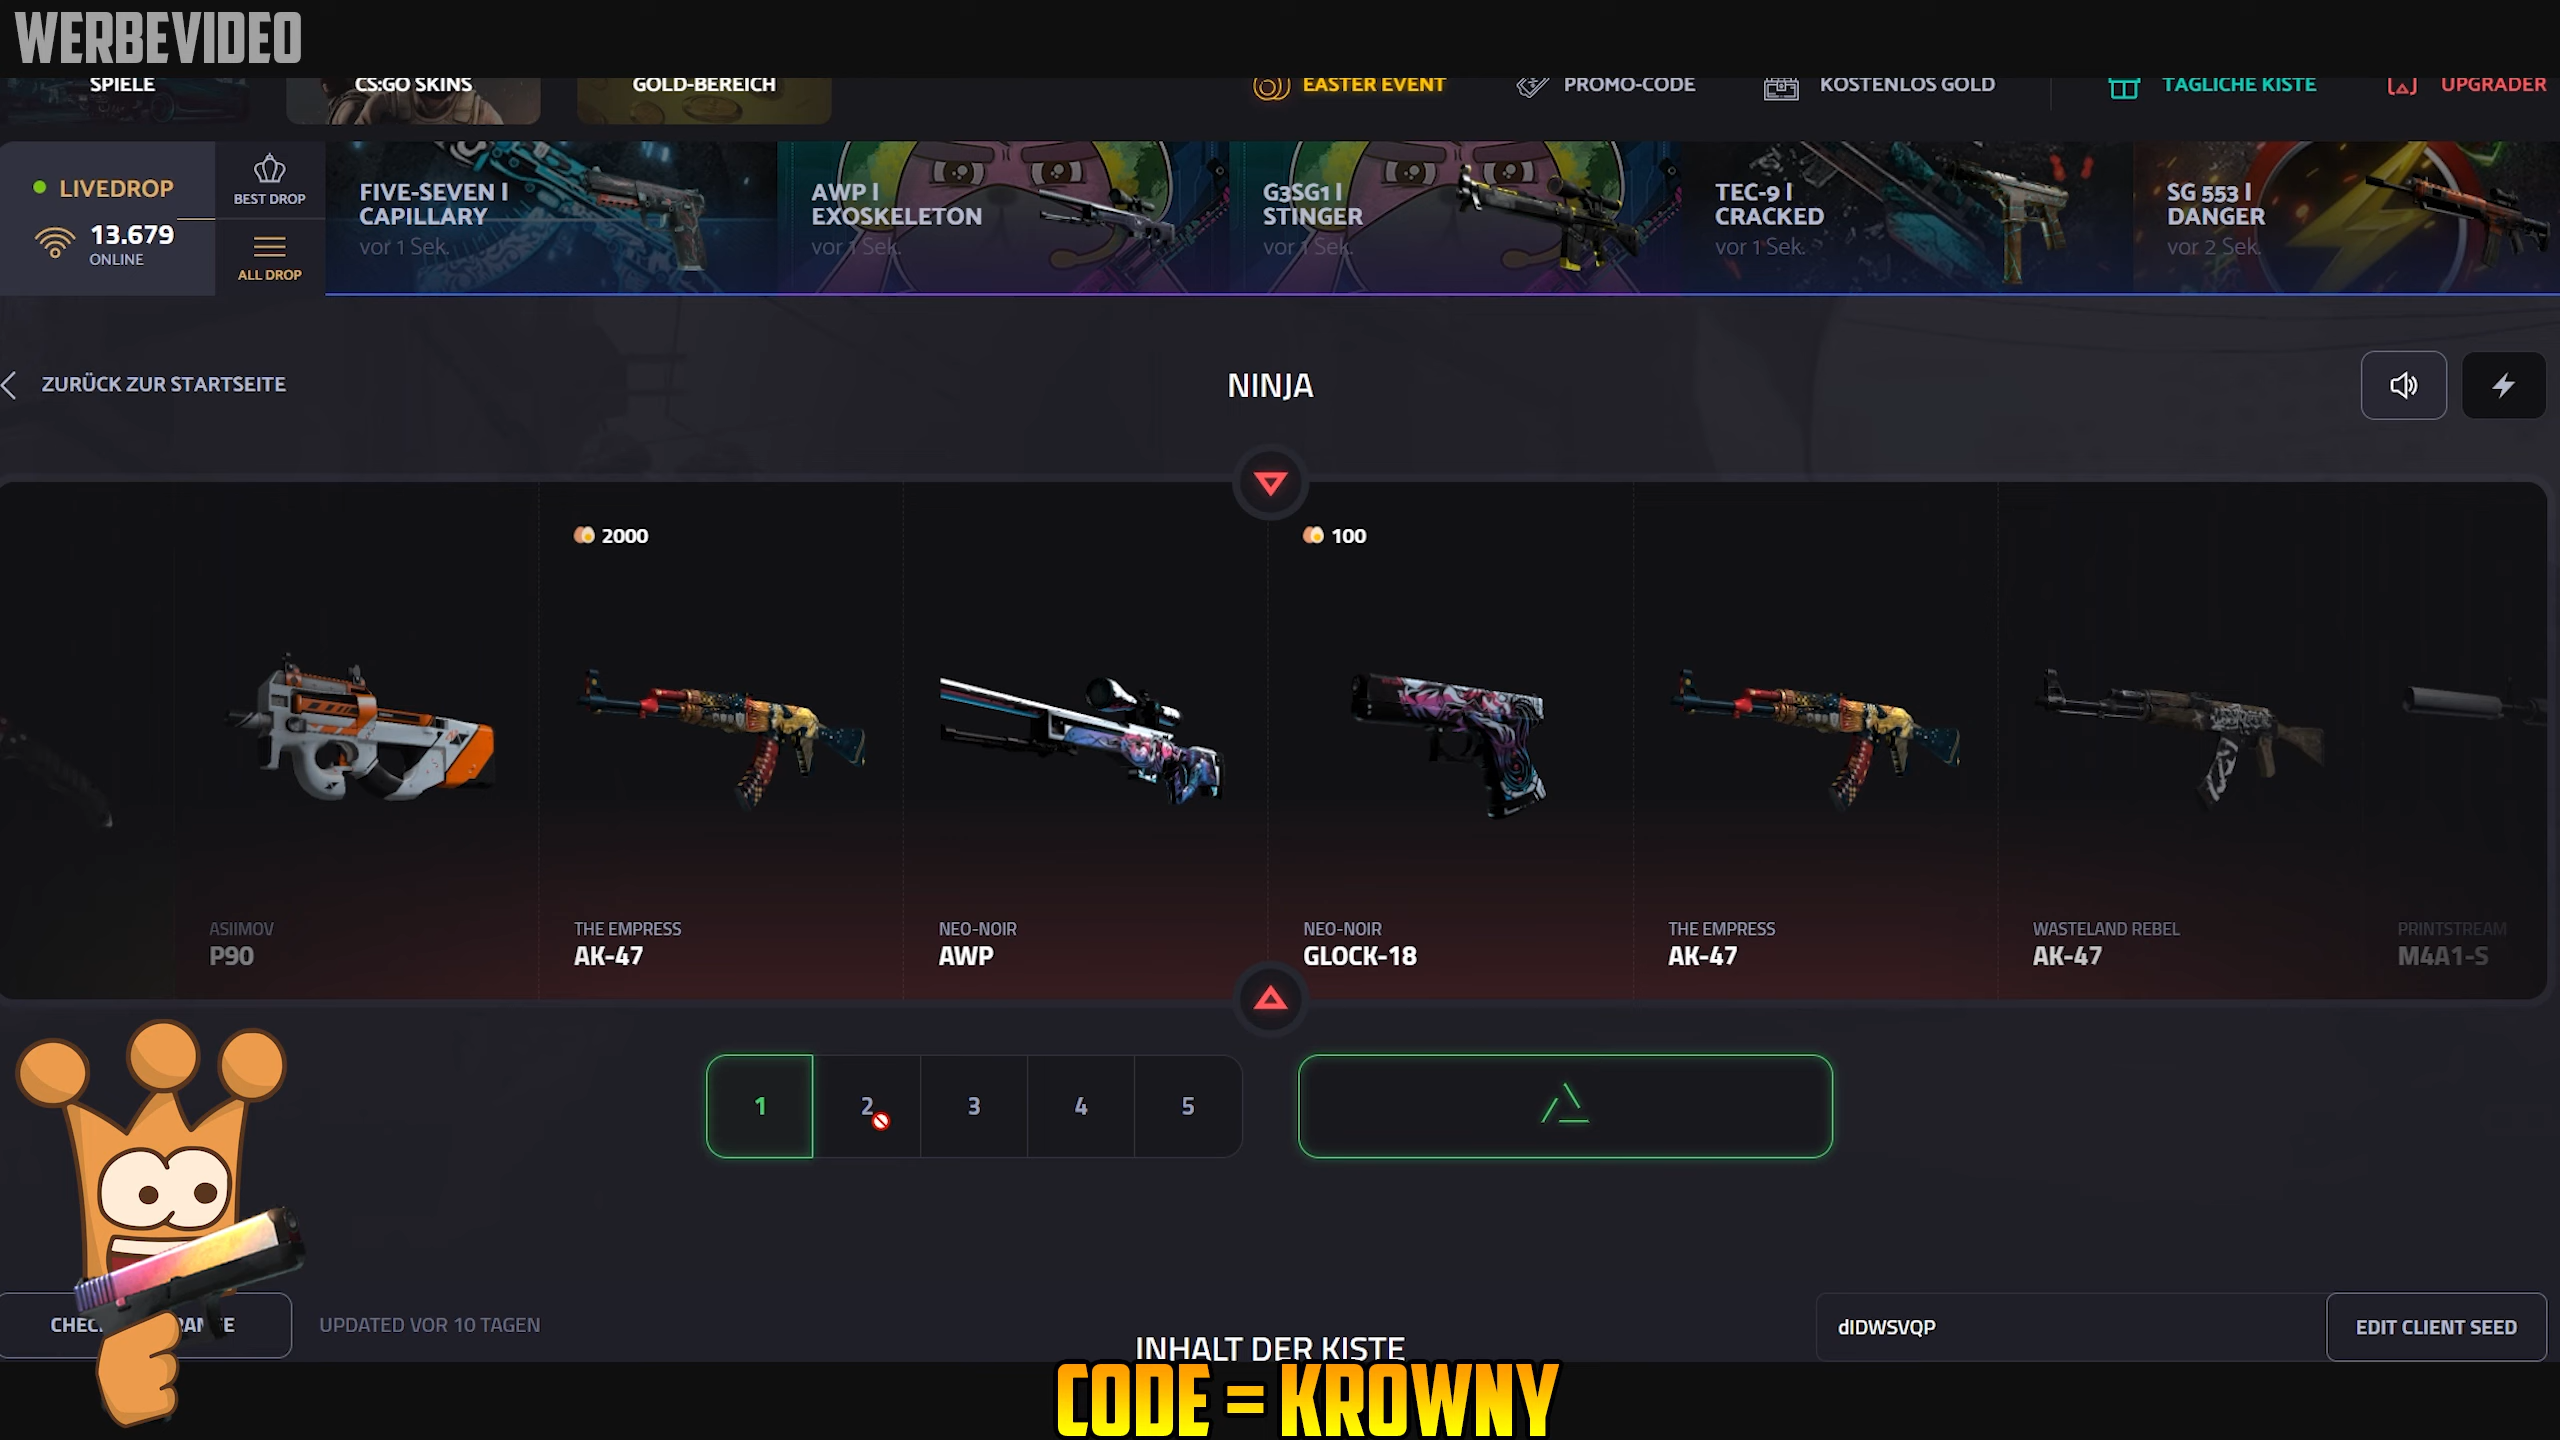 WERBEVIDEO
SPIELE
CS:GO SKINS
GOLD-BEREICH
EASTER EVENT
PROMO-CODE
KOSTENLOS GOLD
TÄGLICHE KISTE
UPGRADER
LIVEDROP
13.679
ONLINE
BEST DROP
ALL DROP
FIVE-SEVEN |
CAPILLARY
vor 1 Sek.
AWP |
EXOSKELETON
vor 1 Sek.
G3SG1 |
STINGER
vor 1 Sek.
TEC-9 |
CRACKED
vor 1 Sek.
SG 553 |
DANGER
vor 2 Sek.
ZURÜCK ZUR STARTSEITE
NINJA
2000
100
ASIIMOV
P90
THE EMPRESS
AK-47
NEO-NOIR
AWP
NEO-NOIR
GLOCK-18
THE EMPRESS
AK-47
WASTELAND REBEL
AK-47
PRINTSTREAM
M4A1-S
1
2
3
4
5
UPDATED VOR 10 TAGEN
INHALT DER KISTE
dIDWSVQP
EDIT CLIENT SEED
CODE = KROWNY